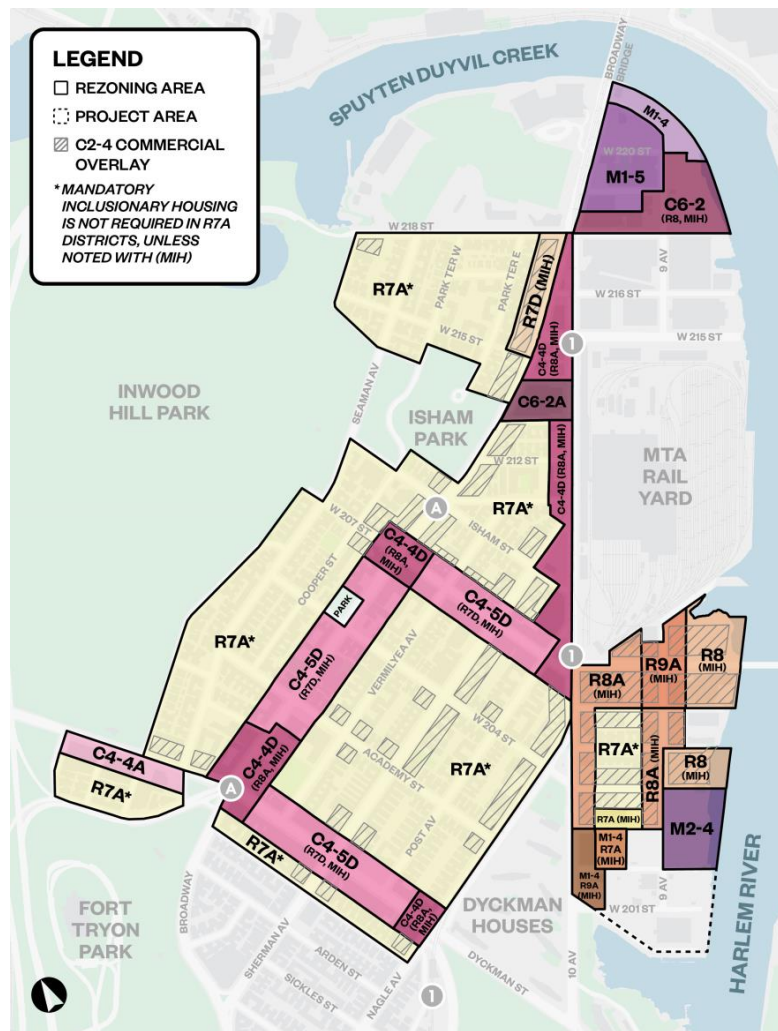 LEGEND
REZONING AREA
PROJECT AREA
C2-4 COMMERCIAL
OVERLAY
* MANDATORY
INCLUSIONARY HOUSING
IS NOT REQUIRED IN R7A
DISTRICTS, UNLESS
NOTED WITH (MIH)
SPUYTEN DUYVIL CREEK
BROADWAY
BRIDGE
M1-4
W 220 ST
M1-5
C6-2
(R8, MIH)
W 218 ST
9 AV
R7A*
PARK TER W
PARK TER E
R7D (MIH)
W 216 ST
W 215 ST
W 215 ST
C4-4D
(R8A, MIH)
1
INWOOD
HILL PARK
SEAMAN AV
ISHAM
PARK
C6-2A
C4-4D (R8A, MIH)
W 212 ST
MTA
RAIL
YARD
A
R7A*
ISHAM ST
W 207 ST
C4-4D
(R8A,
MIH)
COOPER ST
C4-5D
(R7D, MIH)
PARK
R7A*
C4-5D
(R7D, MIH)
VERMILYEA AV
1
R8A
(MIH)
R9A
(MIH)
R8
(MIH)
W 204 ST
C4-4D
(R8A, MIH)
ACADEMY ST
R7A*
R7A*
R8A (MIH)
R8
(MIH)
C4-4A
R7A*
A
POST AV
R7A (MIH)
M2-4
C4-5D
(R7D, MIH)
R7A*
M1-4
R7A
(MIH)
M1-4
R9A
(MIH)
9 AV
C4-4D
(R8A, MIH)
W 201 ST
FORT
TRYON
PARK
BROADWAY
SHERMAN AV
ARDEN ST
SICKLES ST
NAGLE AV
DYCKMAN
HOUSES
DYCKMAN ST
10 AV
HARLEM RIVER
1